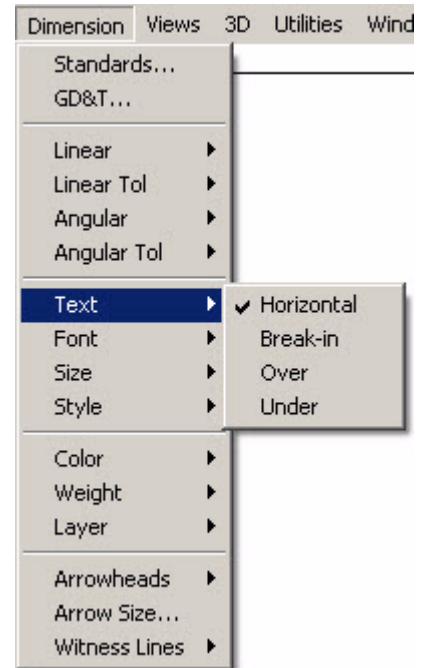 Dimension Views 3D Utilities
Standards...
GD&T...
Linear
Linear Tol
Angular
Angular Tol
Text
Font
Size
Style
Color
Weight
Layer
Arrowheads
Arrow Size...
Witness Lines
Horizontal
Break-in
Over
Under